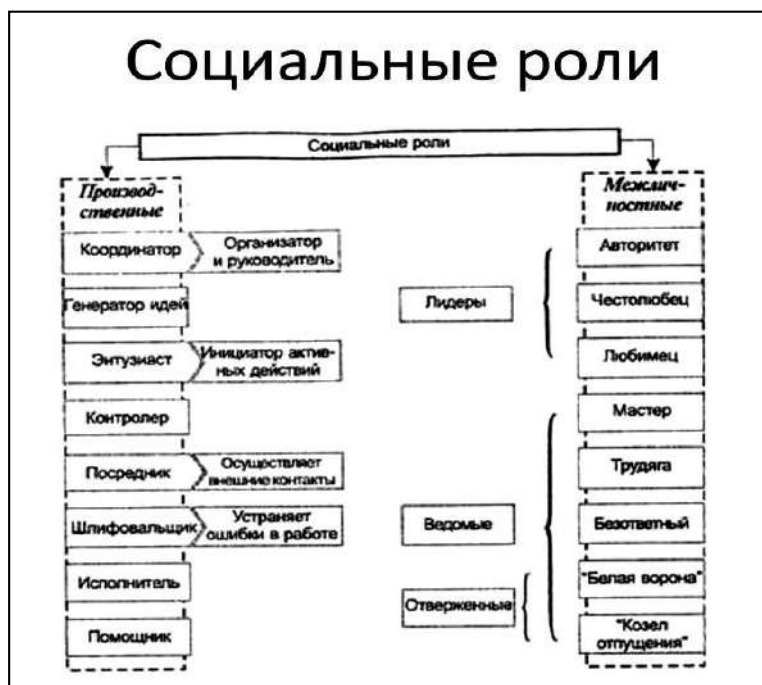 Социальные роли
Социальные роли
Производ-
ственные
Координатор
Организатор
и руководитель
Генератор идей
Энтузиаст
Инициатор актив-
ных действий
Контролер
Посредник
Осуществляет
внешние контакты
Шлифовальщик
Устраняет
ошибки в работе
Исполнитель
Помощник
Лидеры
Ведомые
Отверженные
Межлич-
ностные
Авторитет
Честолюбец
Любимец
Мастер
Трудяга
Безответный
"Белая ворона"
"Козел
отпущения"